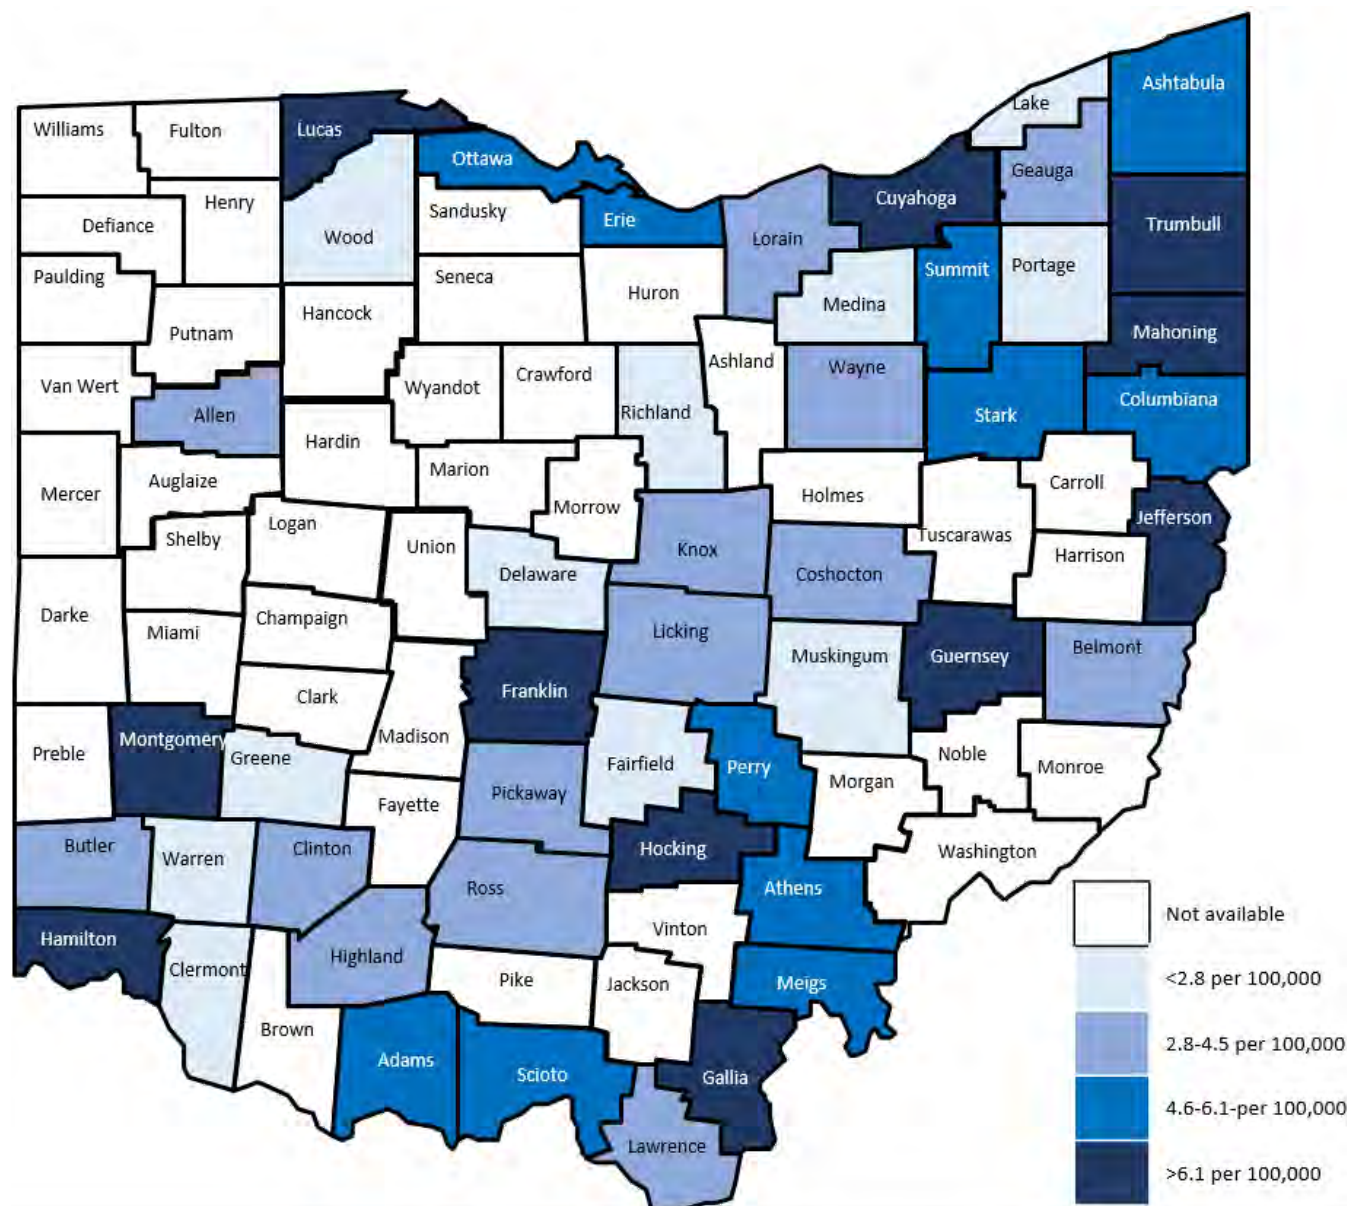 Ashtabula
Lake
Williams
Fulton
Lucas
Ottawa
Geauga
Cuyahoga
Henry
Sandusky
Erie
Defiance
Wood
Lorain
Trumbull
Paulding
Seneca
Huron
Summit
Portage
Medina
Hancock
Putnam
Mahoning
Ashland
Wayne
Van Wert
Wyandot
Crawford
Columbiana
Allen
Richland
Stark
Hardin
Marion
Auglaize
Carroll
Mercer
Holmes
Morrow
Jefferson
Logan
Shelby
Union
Tuscarawas
Knox
Harrison
Delaware
Coshocton
Darke
Champaign
Miami
Licking
Belmont
Muskingum
Guernsey
Clark
Franklin
Madison
Montgomery
Preble
Greene
Noble
Fairfield
Perry
Monroe
Morgan
Pickaway
Fayette
Butler
Clinton
Hocking
Washington
Warren
Ross
Athens
Not available
Vinton
Hamilton
Highland
Clermont
<2.8 per 100,000
Pike
Jackson
Meigs
Brown
2.8-4.5 per 100,000
Adams
Scioto
Gallia
4.6-6.1-per 100,000
Lawrence
>6.1 per 100,000